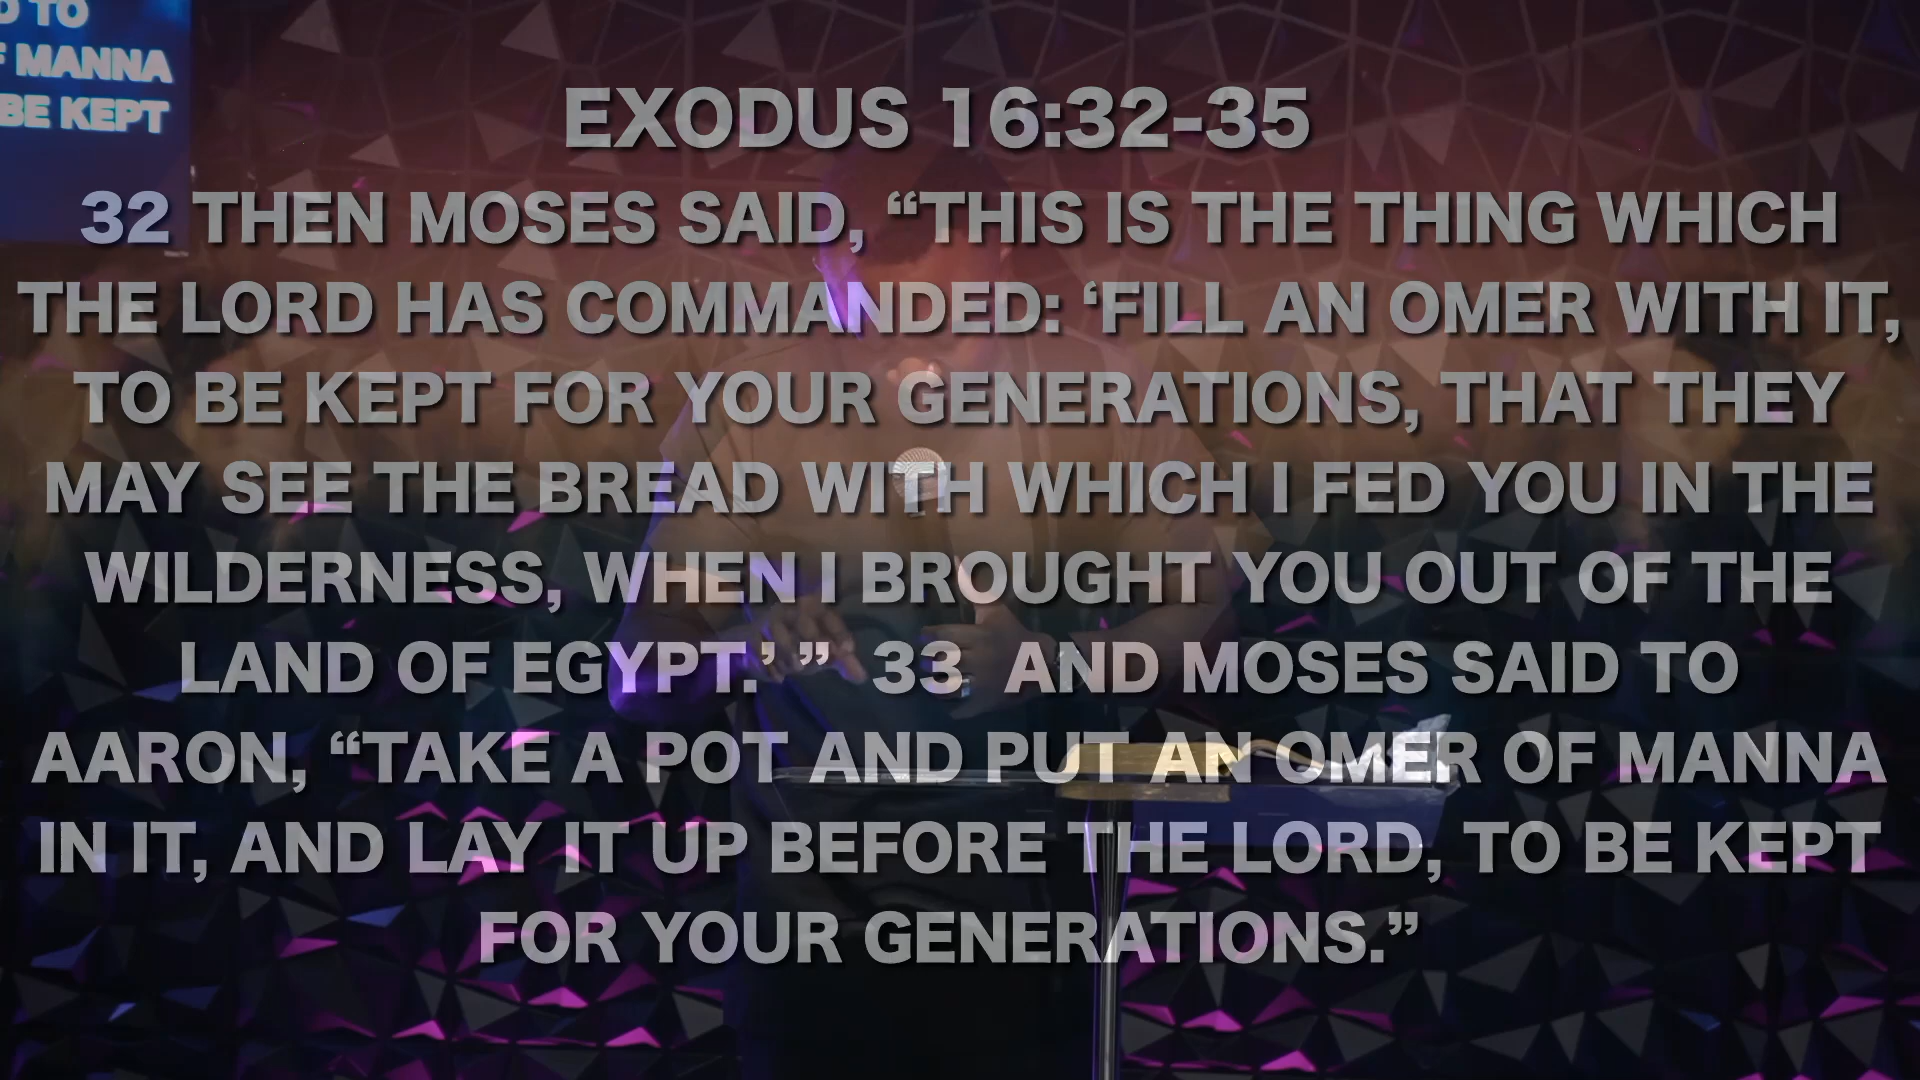 D TO
F MANNA
BE KEPT
EXODUS 16:32-35
32 THEN MOSES SAID, “THIS IS THE THING WHICH
THE LORD HAS COMMANDED: ‘FILL AN OMER WITH IT,
TO BE KEPT FOR YOUR GENERATIONS, THAT THEY
MAY SEE THE BREAD WITH WHICH I FED YOU IN THE
WILDERNESS, WHEN I BROUGHT YOU OUT OF THE
LAND OF EGYPT.’ ” 33 AND MOSES SAID TO
AARON, “TAKE A POT AND PUT AN OMER OF MANNA
IN IT, AND LAY IT UP BEFORE THE LORD, TO BE KEPT
FOR YOUR GENERATIONS.”